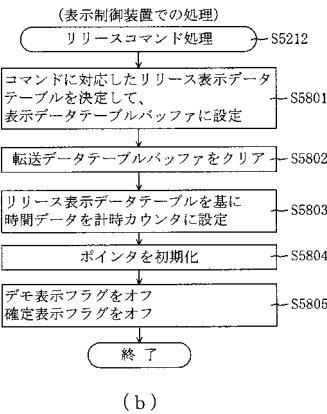 (表示制御装置での処理)
リリースコマンド処理
S5212
コマンドに対応したリリース表示データ
テーブルを決定して、
表示データテーブルバッファに設定
S5801
転送データテーブルバッファをクリア
S5802
リリース表示データテーブルを基に
時間データを計時カウンタに設定
S5803
ポインタを初期化
S5804
デモ表示フラグをオフ
確定表示フラグをオフ
S5805
終了
(b)